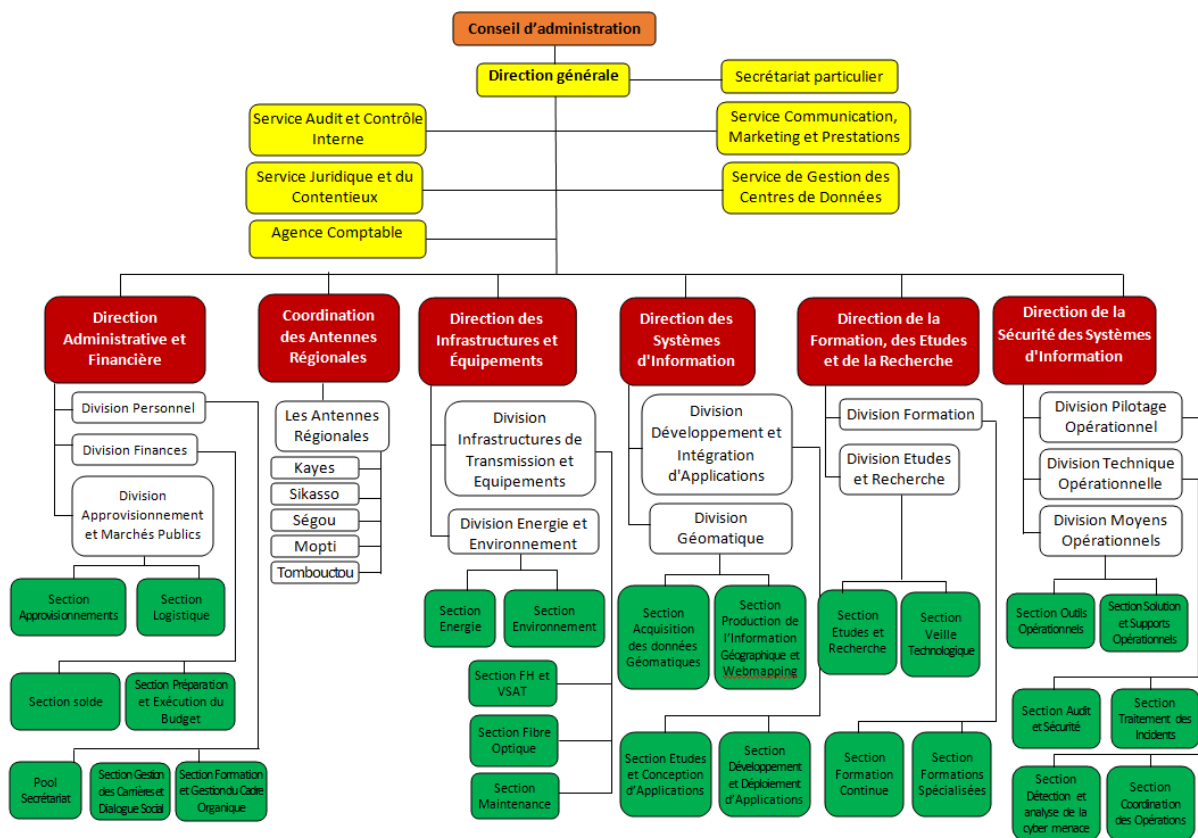 Conseil d'administration
Direction générale
Secrétariat particulier
Service Audit et Contrôle
Interne
Service Communication,
Marketing et Prestations
Service Juridique et du
Contentieux
Service de Gestion des
Centres de Données
Agence Comptable
Direction
Administrative et
Financière
Coordination
des Antennes
Régionales
Direction des
Infrastructures et
Équipements
Direction des
Systèmes
d'Information
Direction de la
Formation, des Etudes
et de la Recherche
Direction de la
Sécurité des Systèmes
d'Information
Division Personnel
Division Finances
Division
Approvisionnement
et Marchés Publics
Section
Approvisionnements
Section
Logistique
Section solde
Section Préparation
et Exécution du
Budget
Pool
Secrétariat
Section Gestion
des Carrières et
Dialogue Social
Section Formation
et Gestion du Cadre
Organique
Les Antennes
Régionales
Kayes
Sikasso
Ségou
Mopti
Tombouctou
Division
Infrastructures de
Transmission et
Equipements
Division Energie et
Environnement
Section
Energie
Section
Environnement
Section FH et
VSAT
Section Fibre
Optique
Section
Maintenance
Division
Développement et
Intégration
d'Applications
Division
Géomatique
Section
Acquisition
des données
Géomatiques
Section
Production de
l'Information
Géographique et
Webmapping
Section Etudes et
Conception
d'Applications
Section
Développement
et Déploiement
d'Applications
Division Formation
Division Etudes
et Recherche
Section
Etudes et
Recherche
Section
Veille
Technologique
Section
Formation
Continue
Section
Formations
Spécialisées
Division Pilotage
Opérationnel
Division Technique
Opérationnelle
Division Moyens
Opérationnels
Section Outils
Opérationnels
Section Solution
et Supports
Opérationnels
Section Audit
et Sécurité
Section
Traitement des
Incidents
Section
Détection et
analyse de la
cyber menace
Section
Coordination
des Opérations